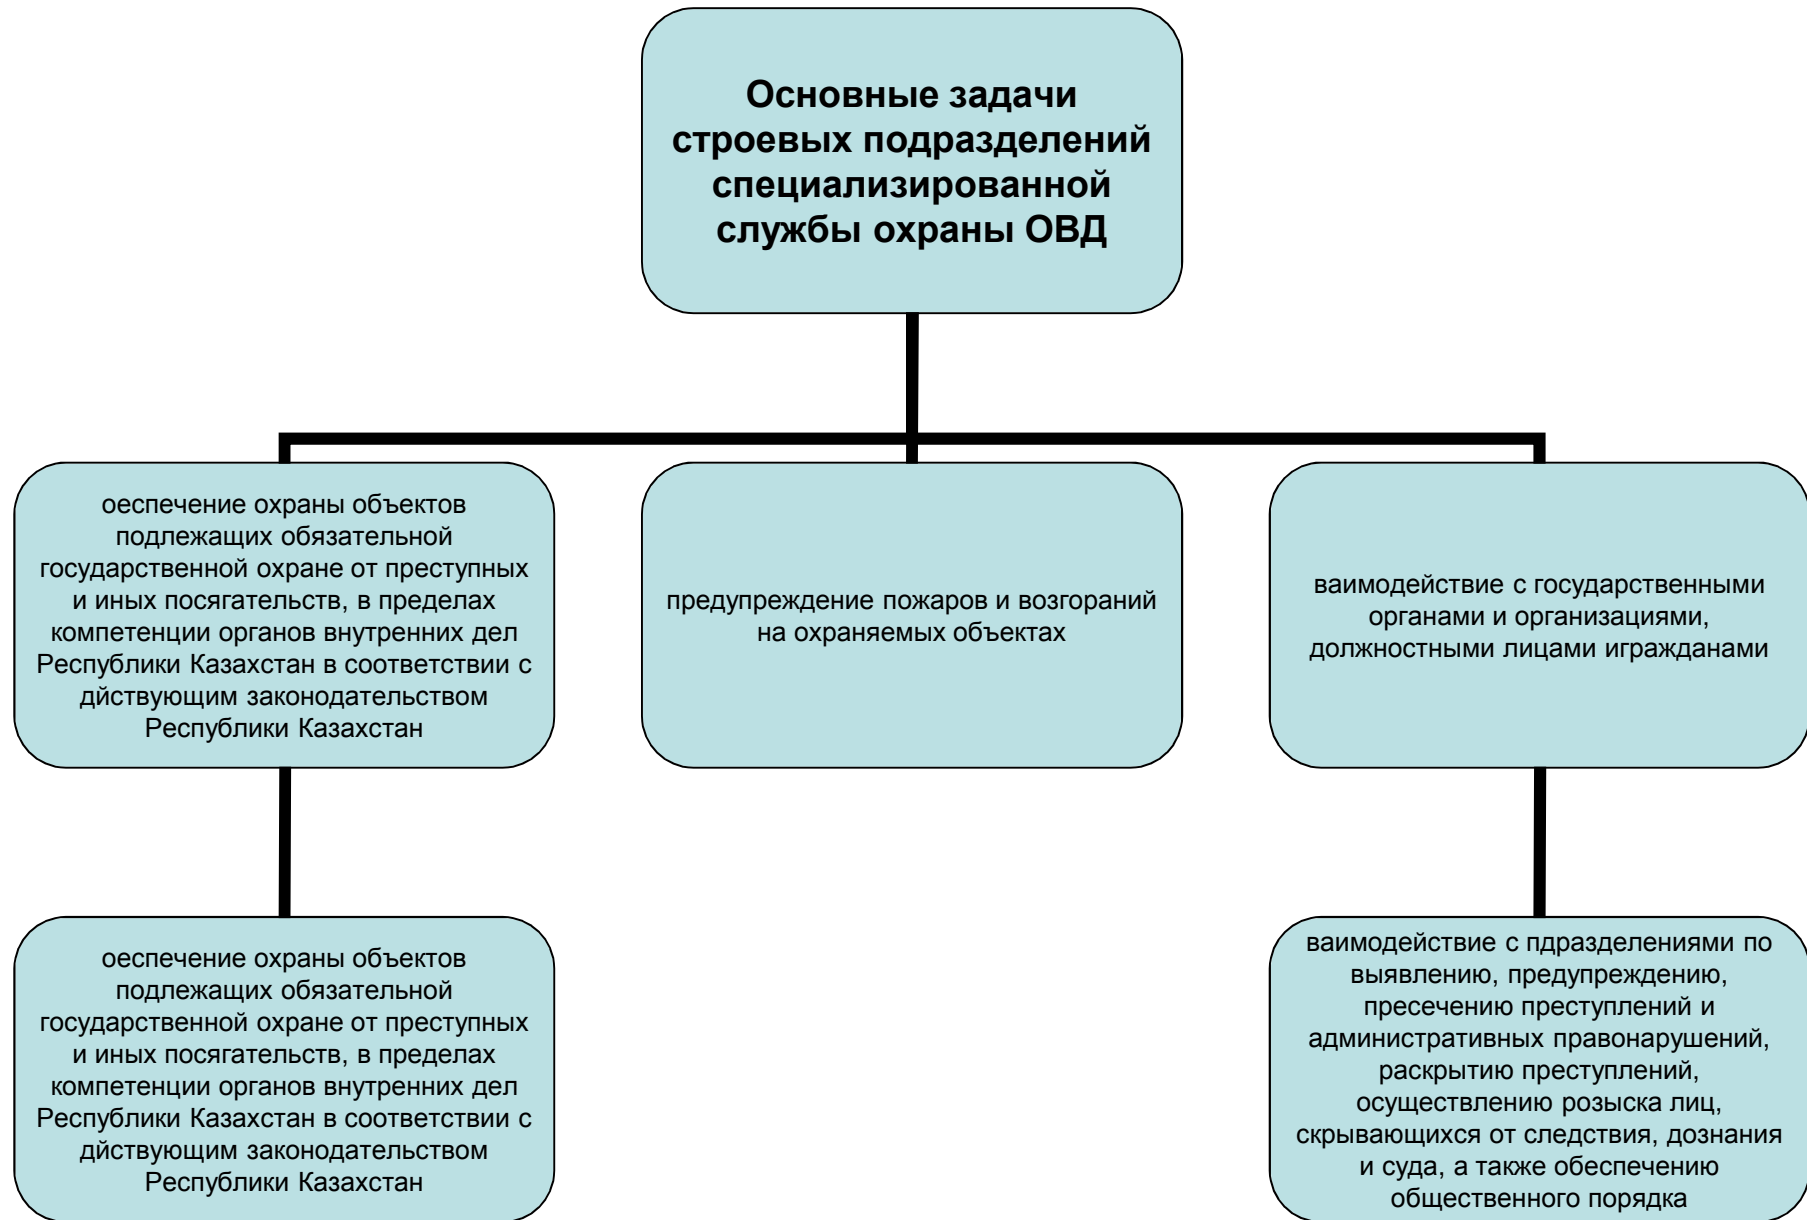 Основные задачи
строевых подразделений
специализированной
службы охраны ОВД
оеспечение охраны объектов
подлежащих обязательной
государственной охране от преступных
и иных посягательств, в пределах
компетенции органов внутренних дел
Республики Казахстан в соответствии с
дйствующим законодательством
Республики Казахстан
предупреждение пожаров и возгораний
на охраняемых объектах
ваимодействие с государственными
органами и организациями,
должностными лицами игражданами
оеспечение охраны объектов
подлежащих обязательной
государственной охране от преступных
и иных посягательств, в пределах
компетенции органов внутренних дел
Республики Казахстан в соответствии с
дйствующим законодательством
Республики Казахстан
ваимодействие с пдразделениями по
выявлению, предупреждению,
пресечению преступлений и
административных правонарушений,
раскрытию преступлений,
осуществлению розыска лиц,
скрывающихся от следствия, дознания
и суда, а также обеспечению
общественного порядка